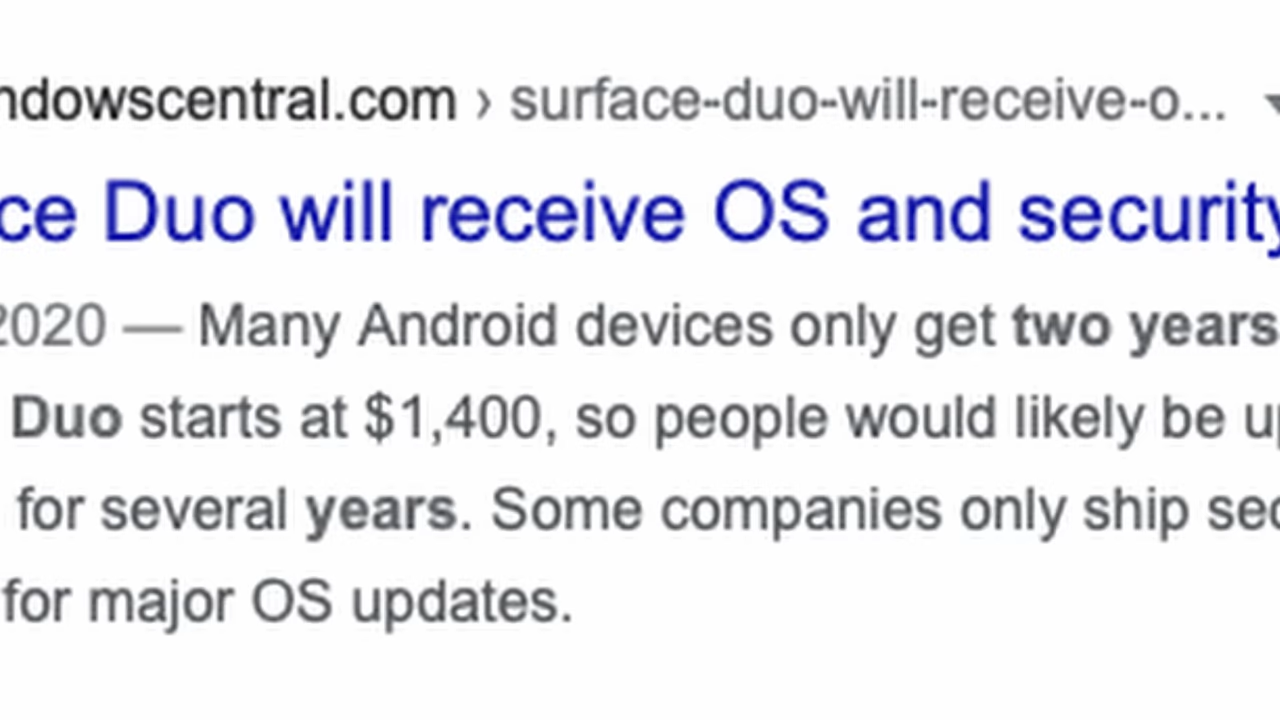 ndowscentral.com › surface-duo-will-receive-o...
ce Duo will receive OS and security
2020 — Many Android devices only get two years
Duo starts at $1,400, so people would likely be up
for several years. Some companies only ship sec
for major OS updates.